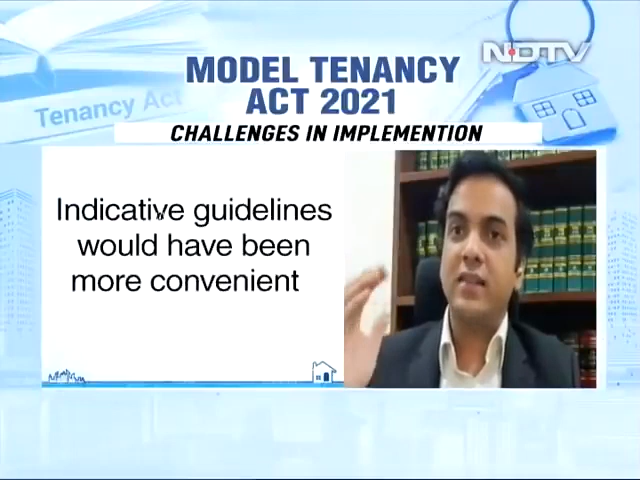 NDTV
Tenancy Act
MODEL TENANCY
ACT 2021
CHALLENGES IN IMPLEMENTION
Indicative guidelines
would have been
more convenient